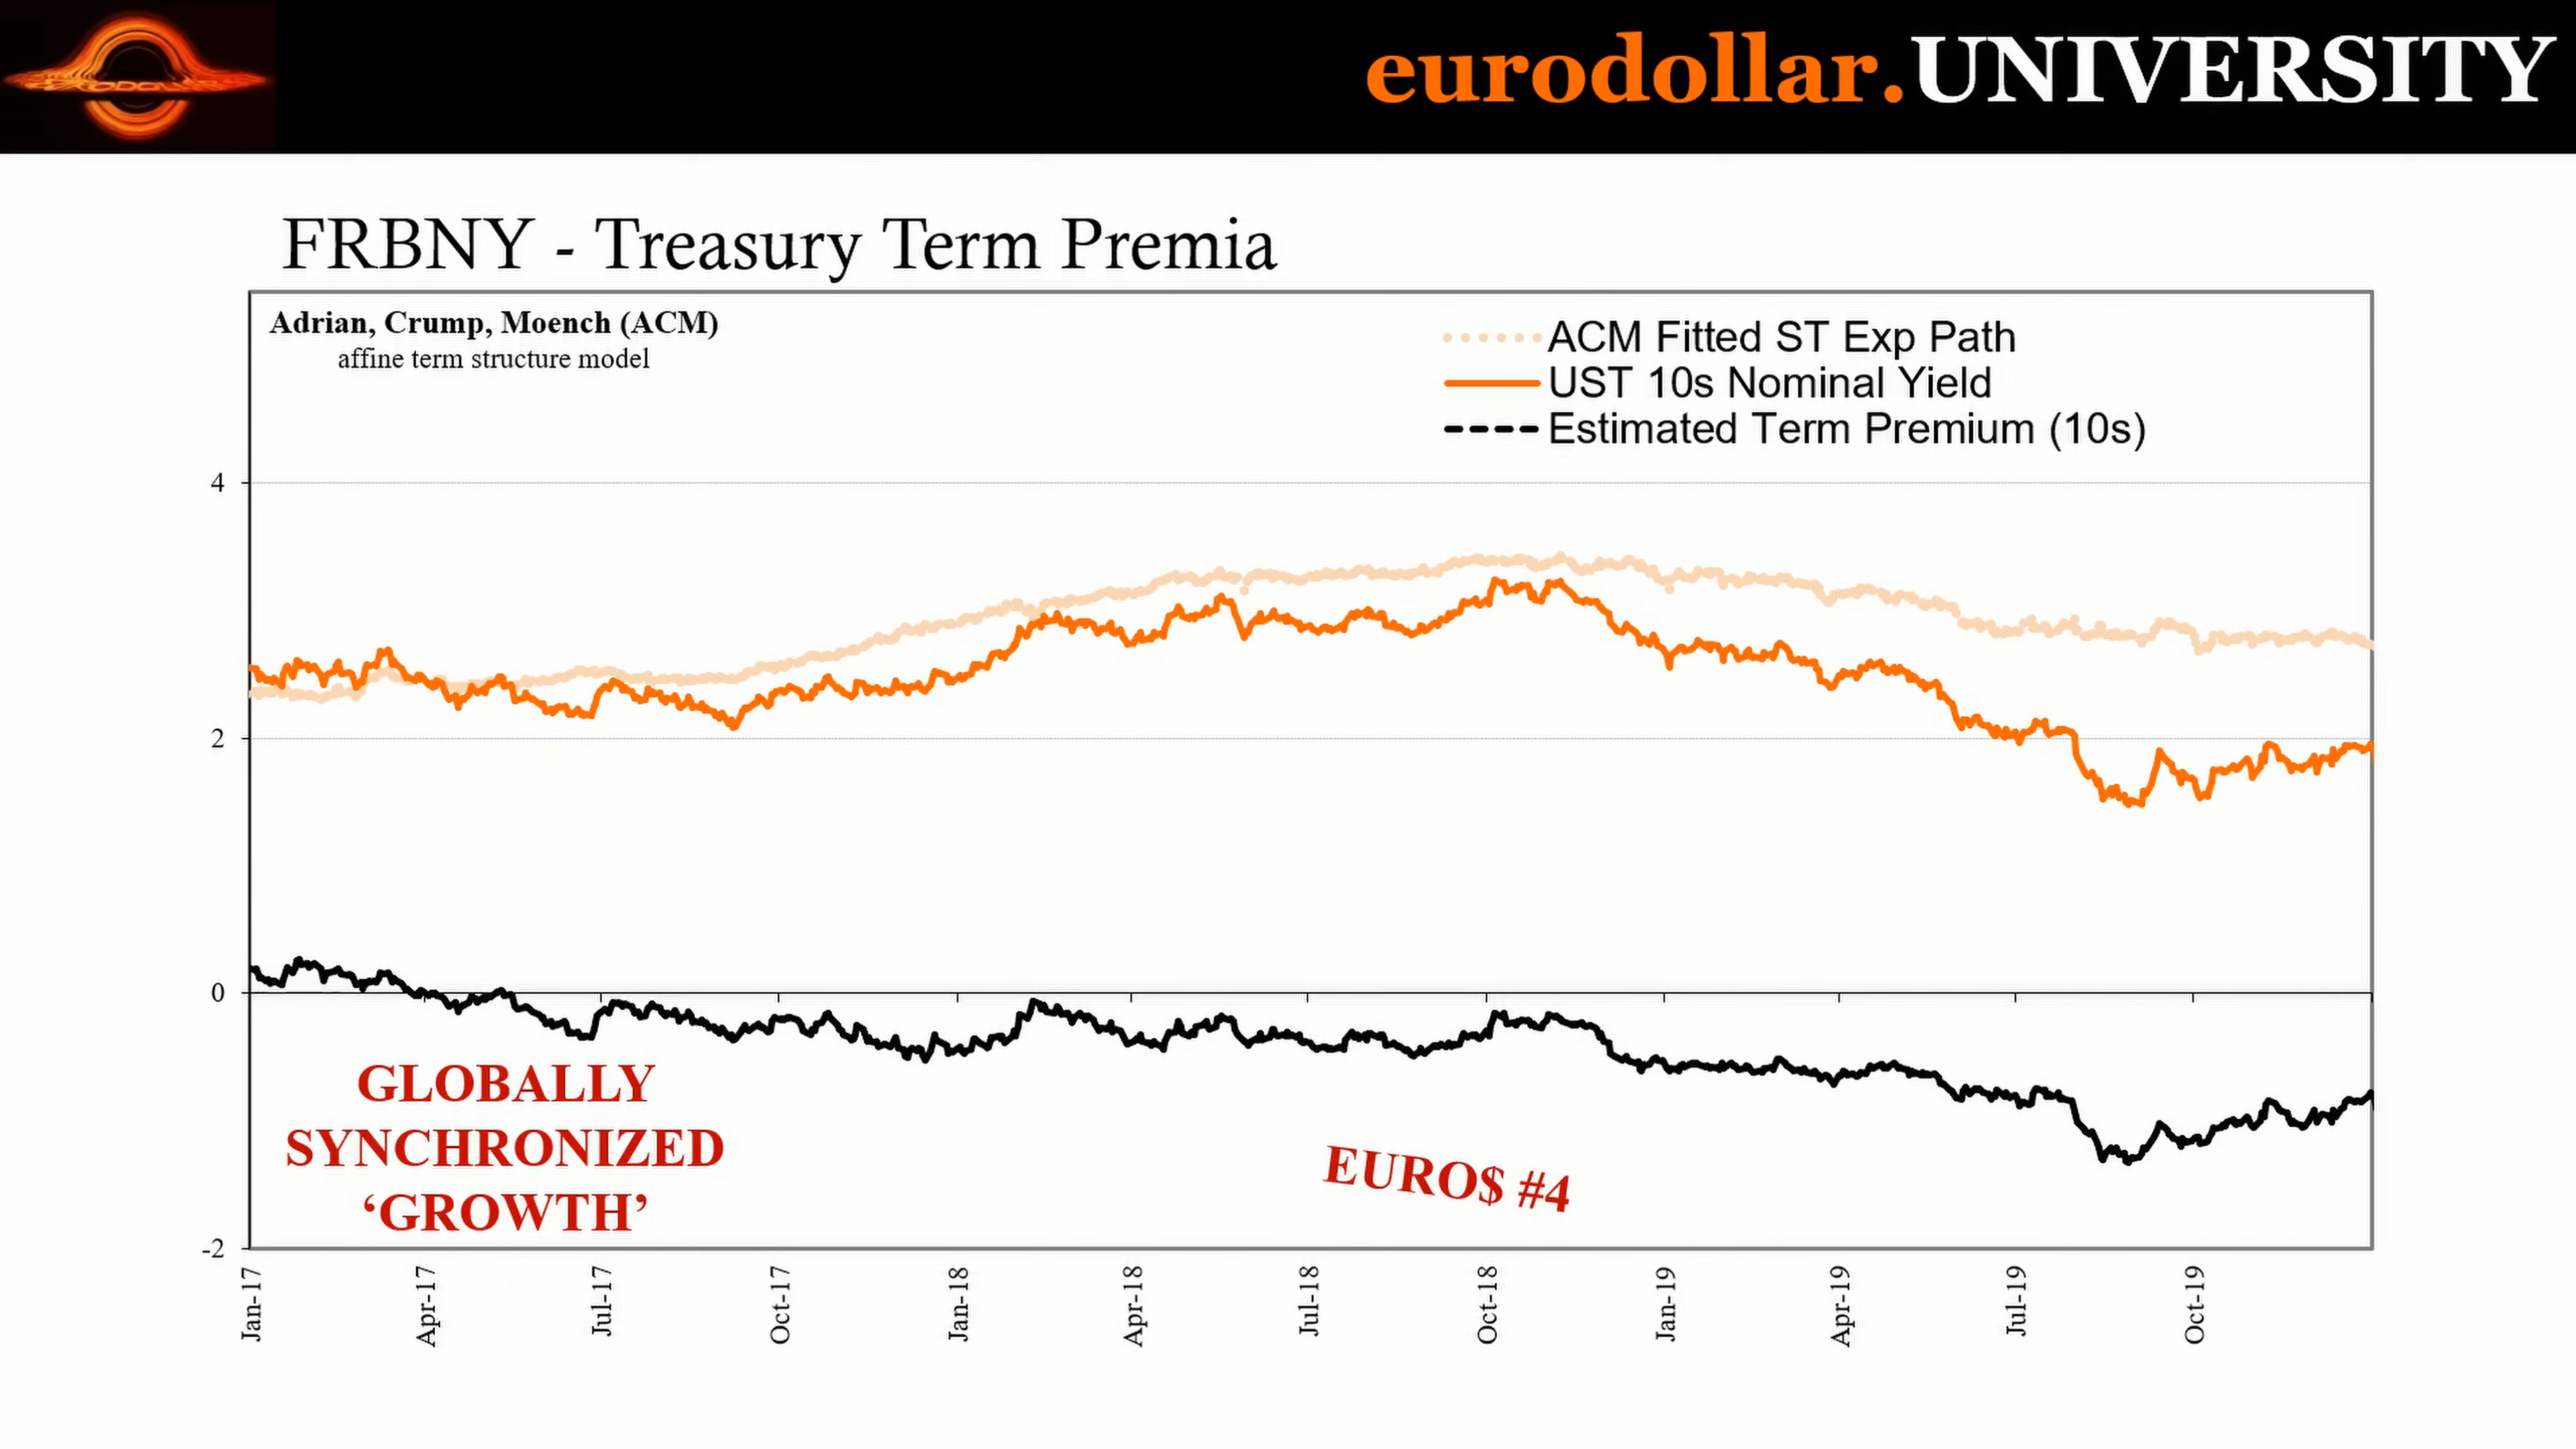 eurodollar.UNIVERSITY
FRBNY - Treasury Term Premia
Adrian, Crump, Moench (ACM)
affine term structure model
ACM Fitted ST Exp Path
UST 10s Nominal Yield
Estimated Term Premium (10s)
4
2
0
-2
GLOBALLY
SYNCHRONIZED
‘GROWTH’
EURO$ #4
Jan-17
Apr-17
Jul-17
Oct-17
Jan-18
Apr-18
Jul-18
Oct-18
Jan-19
Apr-19
Jul-19
Oct-19